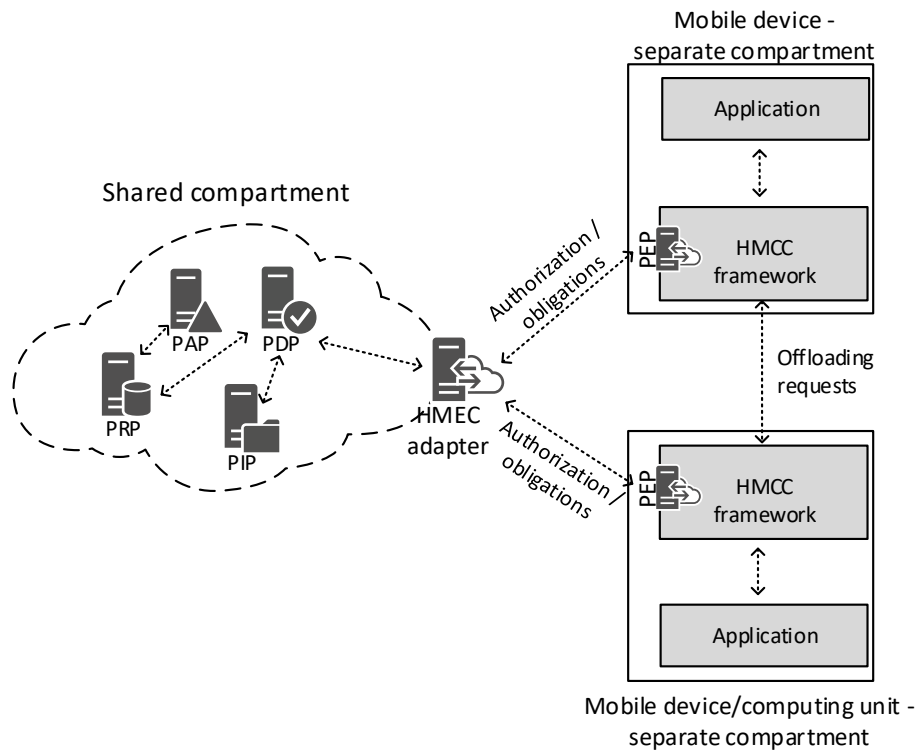 Mobile device -
separate compartment
Application
Shared compartment
PEP
HMCC
framework
Authorization /
obligations
PAP
PDP
Offloading
requests
PRP
PIP
HMEC
adapter
Authorization /
obligations
PEP
HMCC
framework
Application
Mobile device/computing unit -
separate compartment